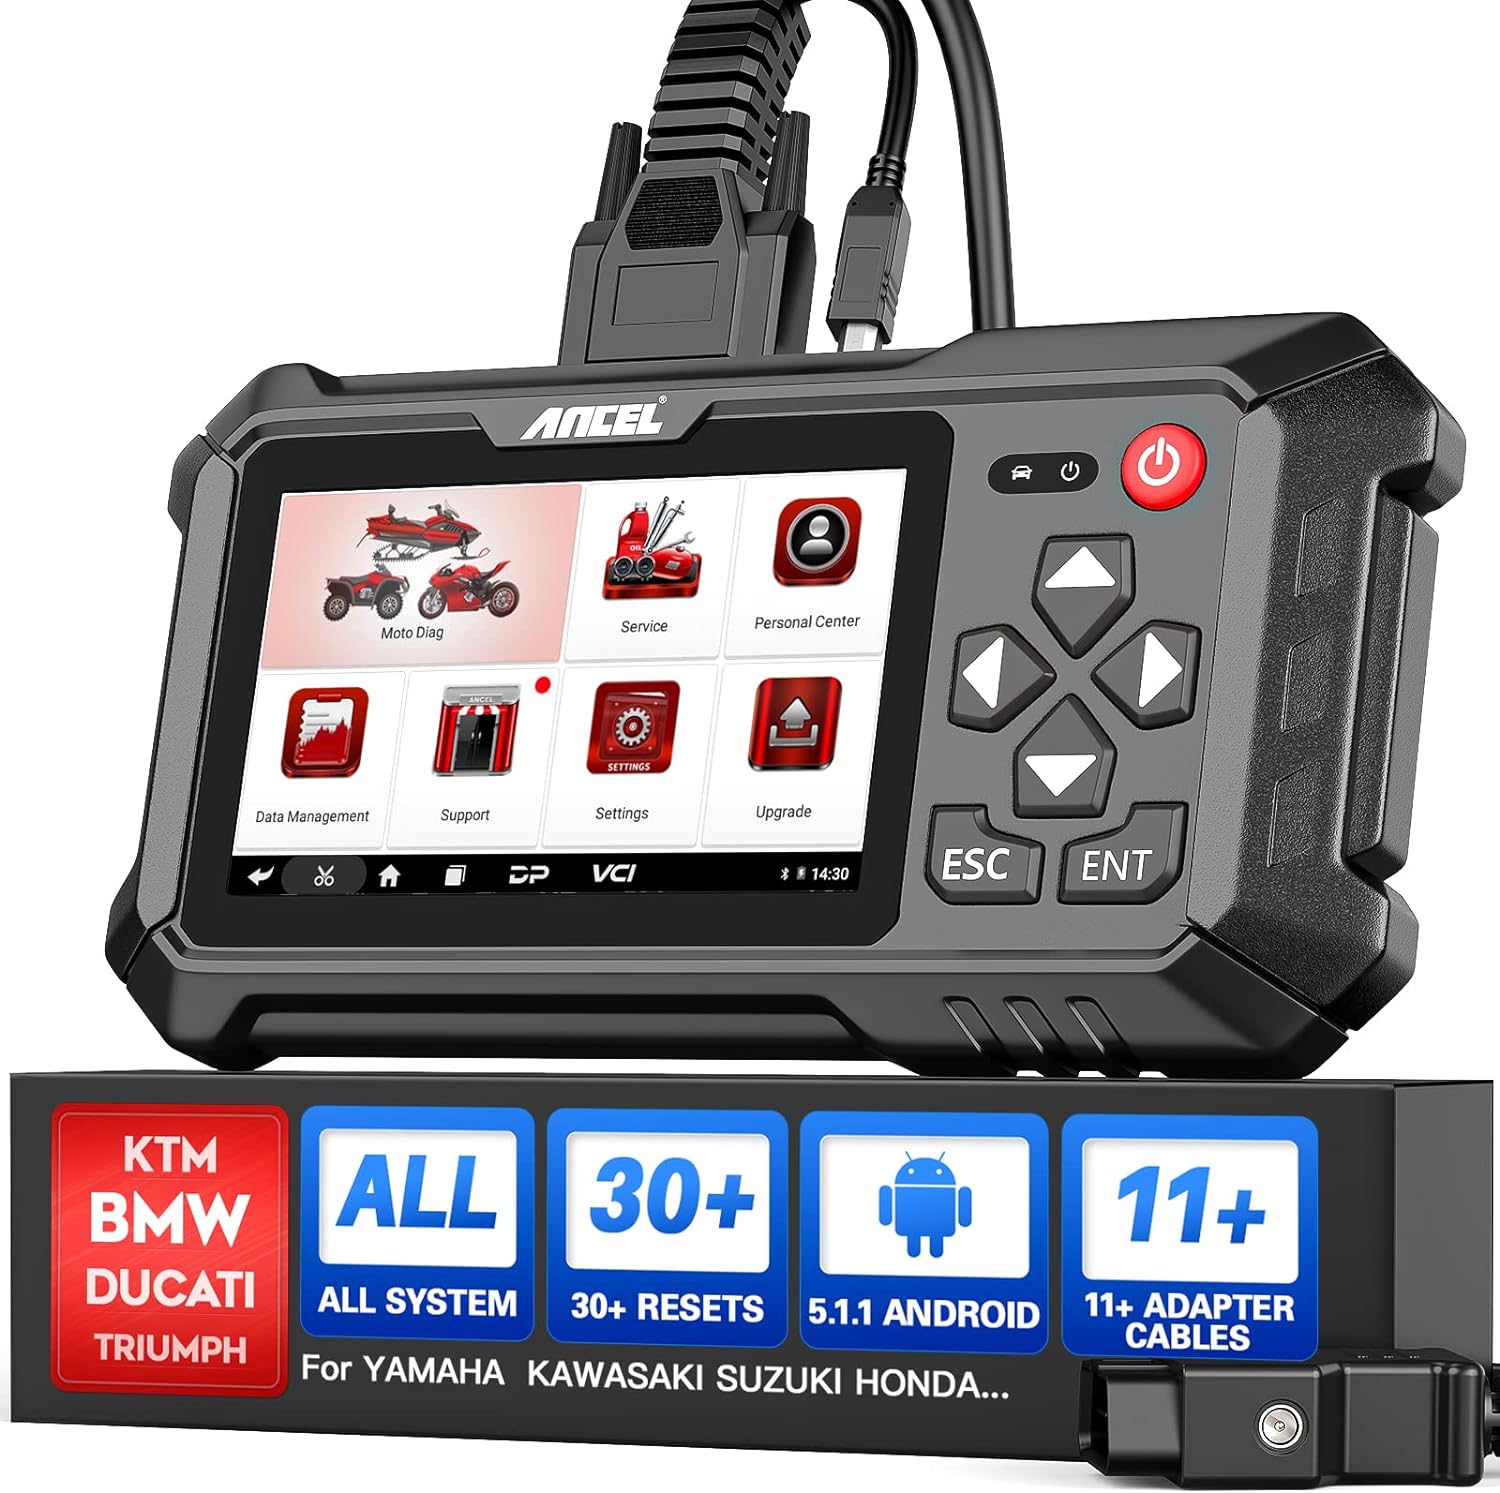 ANCEL®
OIL
Moto Diag
Service
Personal Center
ANCEL
SETTINGS
Data Management
Support
Settings
Upgrade
DP VCI 14:30
ESC ENT
KTM
BMW
DUCATI
TRIUMPH
ALL
ALL SYSTEM
30+
30+ RESETS
5.1.1 ANDROID
11+
11+ ADAPTER
CABLES
For YAMAHA KAWASAKI SUZUKI HONDA...